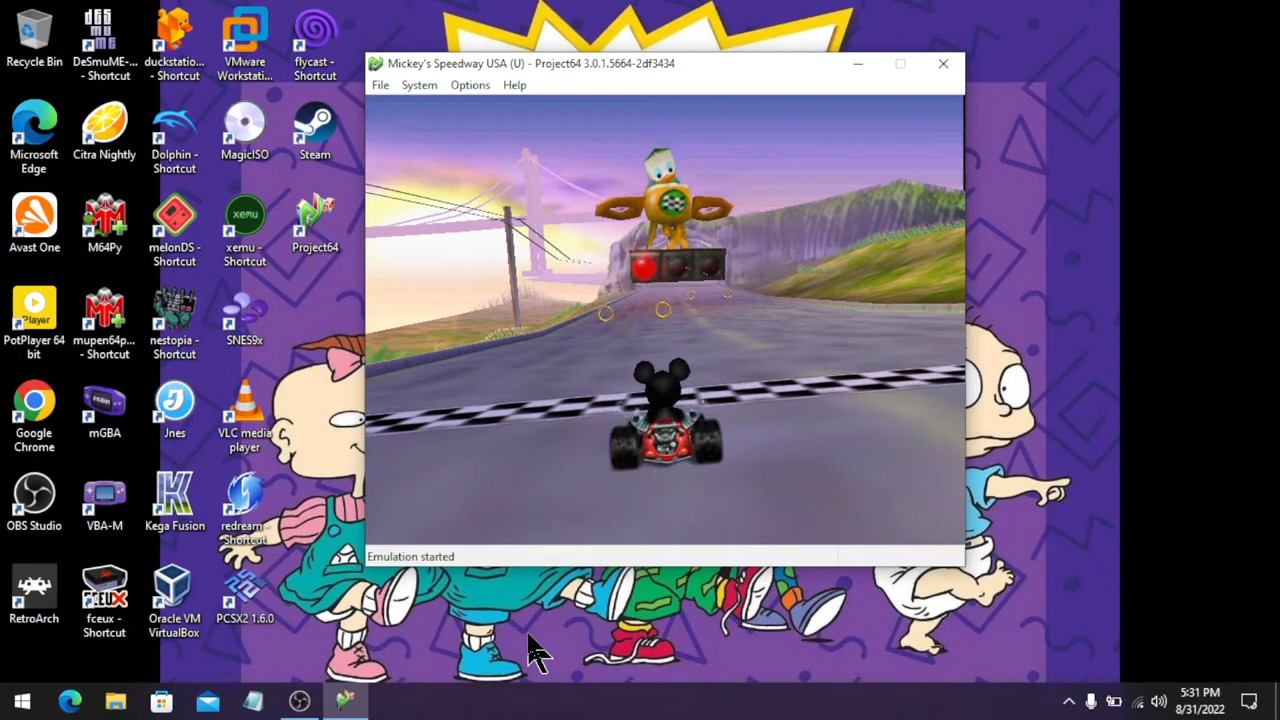 Recycle Bin
DeSmuME-... - Shortcut
duckstatio... - Shortcut
VMware Workstati...
flycast - Shortcut
Microsoft Edge
Citra Nightly
Dolphin - Shortcut
MagicISO
Steam
Avast One
M64Py
melonDS - Shortcut
xemu
xemu - Shortcut
Project64
Player
PotPlayer 64 bit
mupen64p... - Shortcut
nestopia - Shortcut
SNES9x
Google Chrome
mGBA
Jnes
VLC media player
OBS Studio
VBA-M
Kega Fusion
redream - Shortcut
RetroArch
FCEUX
fceux - Shortcut
Oracle VM VirtualBox
PCSX2 1.6.0
Mickey's Speedway USA (U) - Project64 3.0.1.5664-2df3434
File System Options Help
Emulation started
5:31 PM
8/31/2022